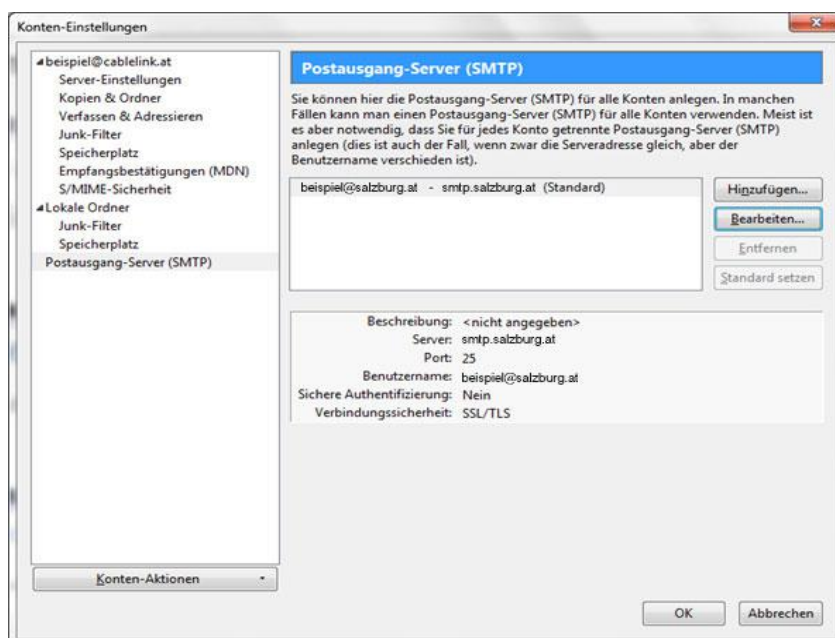 Konten-Einstellungen
beispiel@cablelink.at
Server-Einstellungen
Kopien & Ordner
Verfassen & Adressieren
Junk-Filter
Speicherplatz
Empfangsbestätigungen (MDN)
S/MIME-Sicherheit
Lokale Ordner
Junk-Filter
Speicherplatz
Postausgang-Server (SMTP)
Konten-Aktionen
Postausgang-Server (SMTP)
Sie können hier die Postausgang-Server (SMTP) für alle Konten anlegen. In manchen
Fällen kann man einen Postausgang-Server (SMTP) für alle Konten verwenden. Meist ist
es aber notwendig, dass Sie für jedes Konto getrennte Postausgang-Server (SMTP)
anlegen (dies ist auch der Fall, wenn zwar die Serveradresse gleich, aber der
Benutzername verschieden ist).
beispiel@salzburg.at - smtp.salzburg.at (Standard)
Hinzufügen...
Bearbeiten...
Entfernen
Standard setzen
Beschreibung: <nicht angegeben>
Server: smtp.salzburg.at
Port: 25
Benutzername: beispiel@salzburg.at
Sichere Authentifizierung: Nein
Verbindungssicherheit: SSL/TLS
OK
Abbrechen